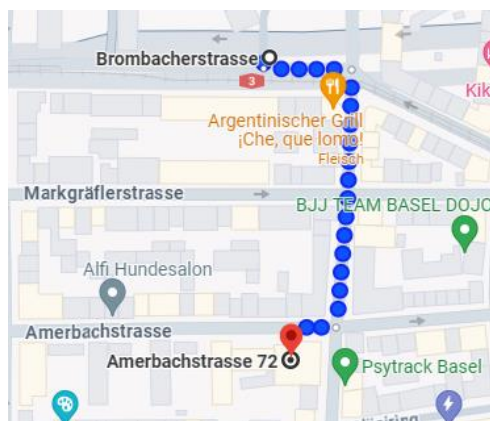 Brombacherstrasse
3
Kik
Argentinischer Grill
¡Che, que lomo!
Fleisch
Markgräflerstrasse
BJJ TEAM BASEL DOJO
Alfi Hundesalon
Amerbachstrasse
Amerbachstrasse 72
Psytrack Basel